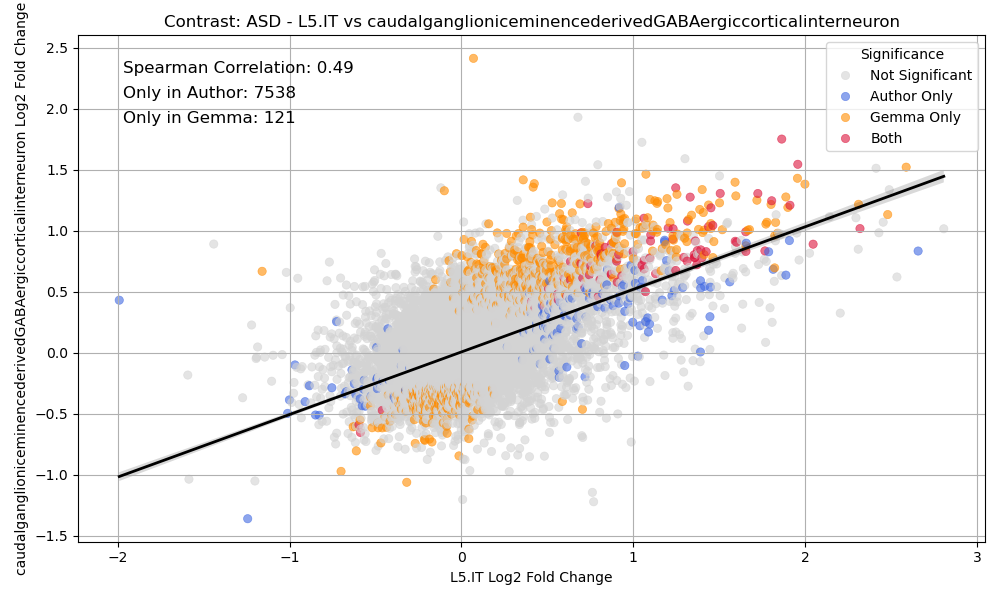 Contrast: ASD - L5.IT vs caudalganglioniceminencederivedGABAergiccorticalinterneuron
caudalganglioniceminencederivedGABAergiccorticalinterneuron Log2 Fold Change
Spearman Correlation: 0.49
Only in Author: 7538
Only in Gemma: 121
Significance
Not Significant
Author Only
Gemma Only
Both
2.5
2.0
1.5
1.0
0.5
0.0
−0.5
−1.0
−1.5
−2
−1
0
1
2
3
L5.IT Log2 Fold Change